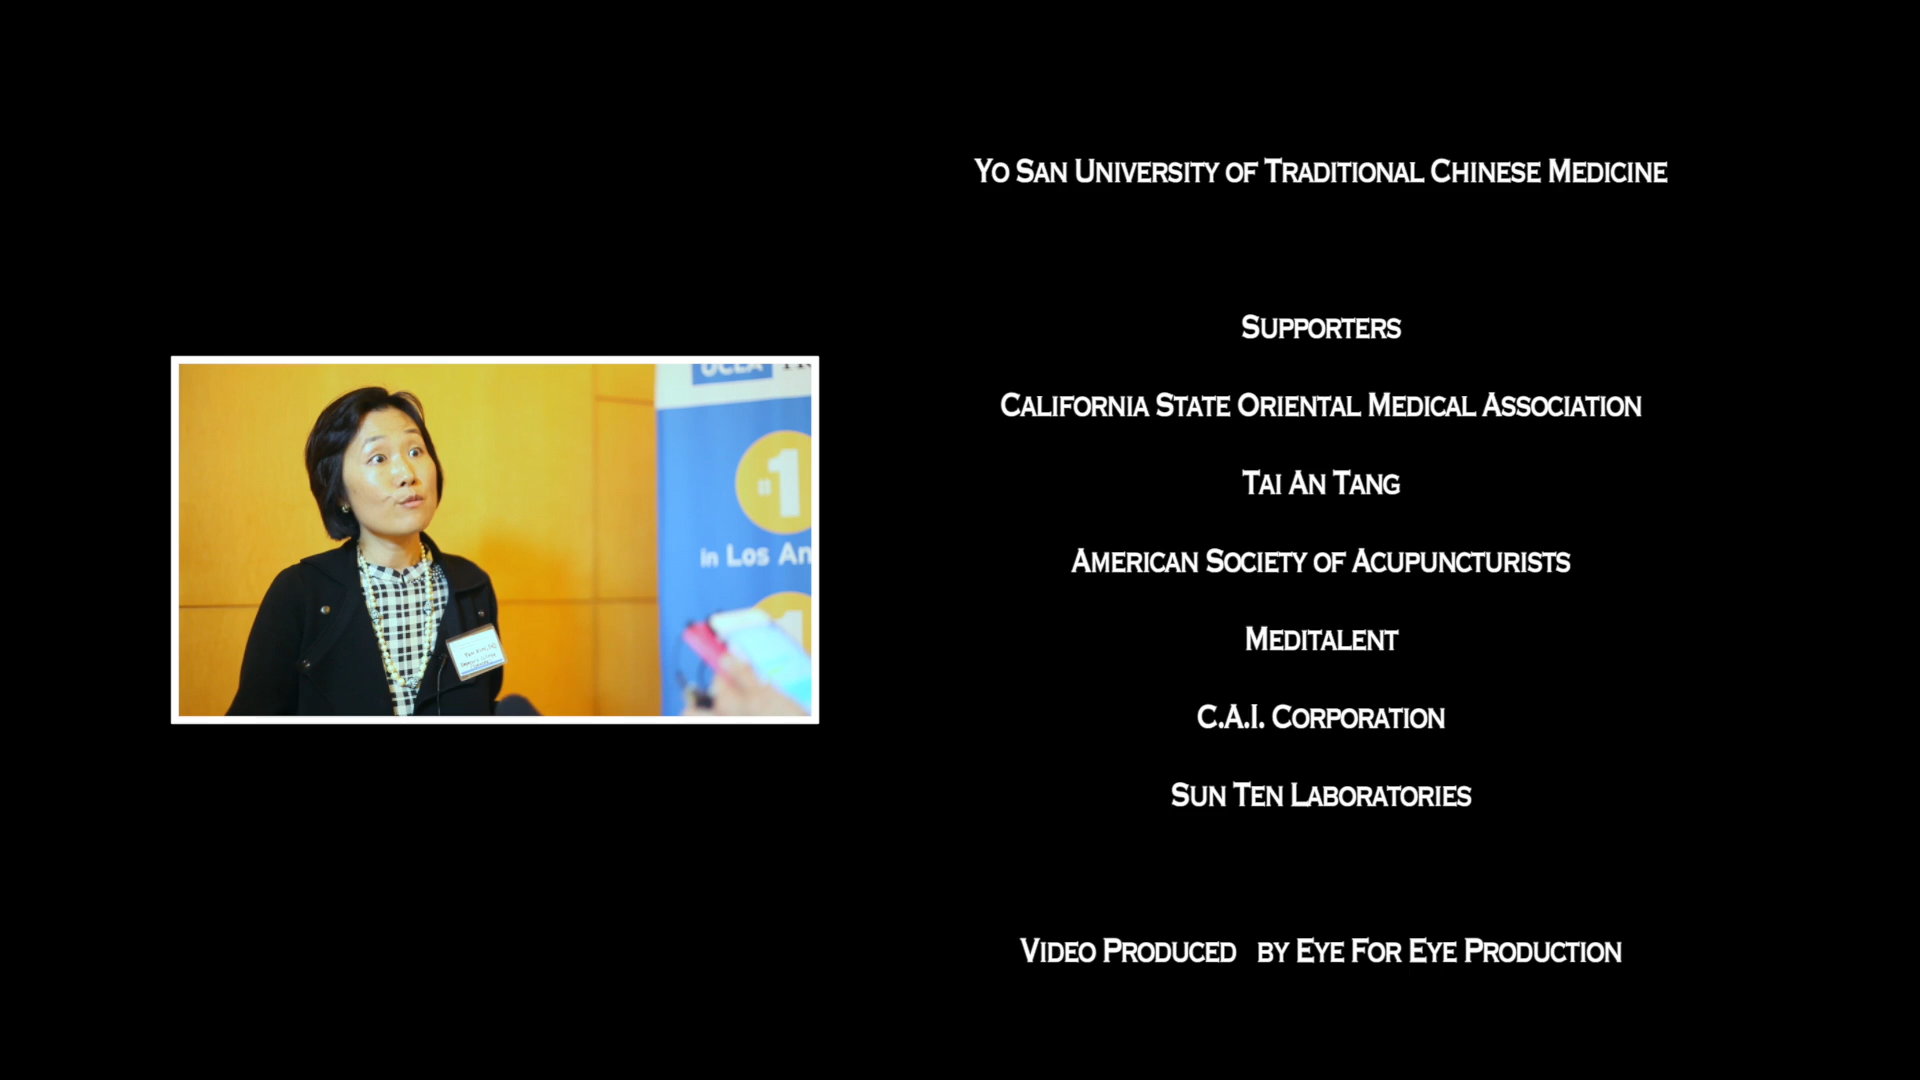 Yo San University of Traditional Chinese Medicine
Supporters
California State Oriental Medical Association
Tai An Tang
American Society of Acupuncturists
Meditalent
C.A.I. Corporation
Sun Ten Laboratories
Video Produced by Eye For Eye Production
UCLA
#1
in Los An
1